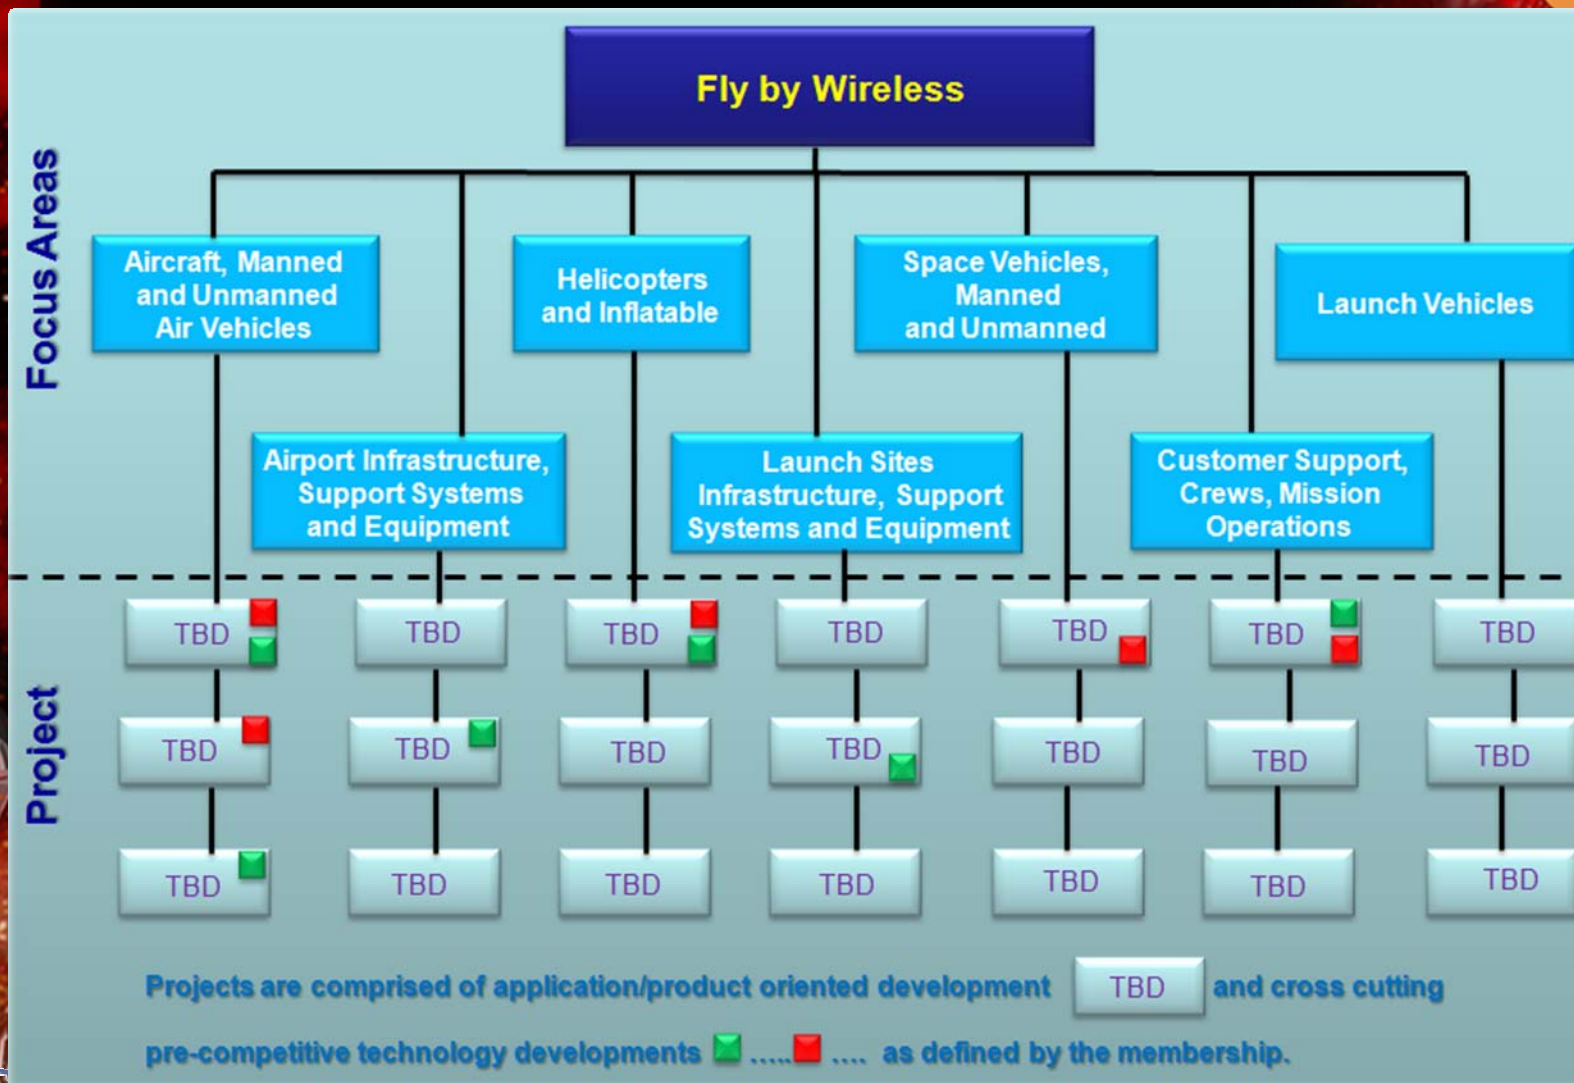 Fly by Wireless
Focus Areas
Aircraft, Manned
and Unmanned
Air Vehicles
Helicopters
and Inflatable
Space Vehicles,
Manned
and Unmanned
Launch Vehicles
Airport Infrastructure,
Support Systems
and Equipment
Launch Sites
Infrastructure, Support
Systems and Equipment
Customer Support,
Crews, Mission
Operations
Project
TBD TBD TBD TBD TBD TBD TBD
TBD TBD TBD TBD TBD TBD TBD
TBD TBD TBD TBD TBD TBD TBD
Projects are comprised of application/product oriented development TBD and cross cutting
pre-competitive technology developments ..... .... as defined by the membership.